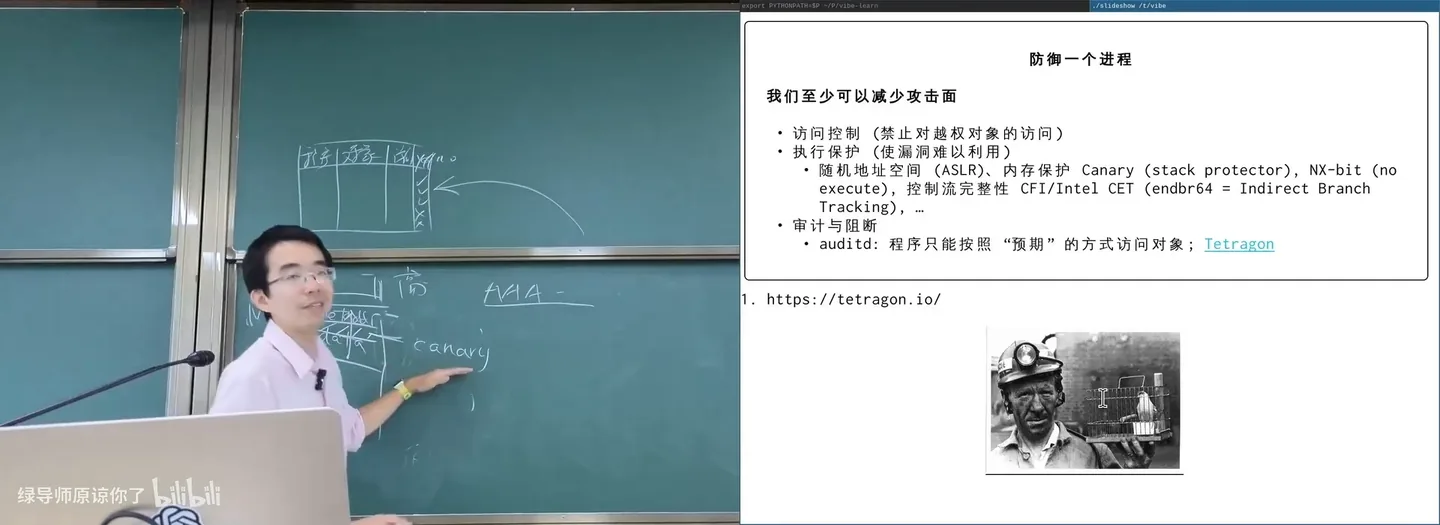 export PYTHONPATH=$P ~/P/vibe-learn
./slideshow /t/vibe
防御一个进程
我们至少可以减少攻击面
• 访问控制 (禁止对越权对象的访问)
• 执行保护 (使漏洞难以利用)
• 随机地址空间 (ASLR)、内存保护 Canary (stack protector), NX-bit (no
execute), 控制流完整性 CFI/Intel CET (endbr64 = Indirect Branch
Tracking), …
• 审计与阻断
• auditd: 程序只能按照 “预期” 的方式访问对象; Tetragon
1. https://tetragon.io/
高
AAA -
canary
绿导师原谅你了 bilibili